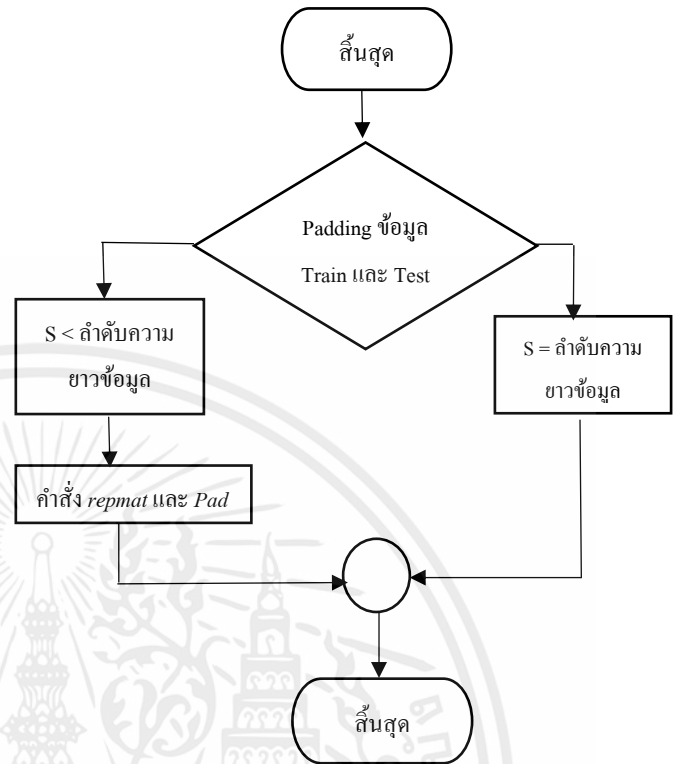 สิ้นสุด
Padding ข้อมูล
Train และ Test
S < ลำดับความ
ยาวข้อมูล
S = ลำดับความ
ยาวข้อมูล
คำสั่ง repmat และ Pad
สิ้นสุด